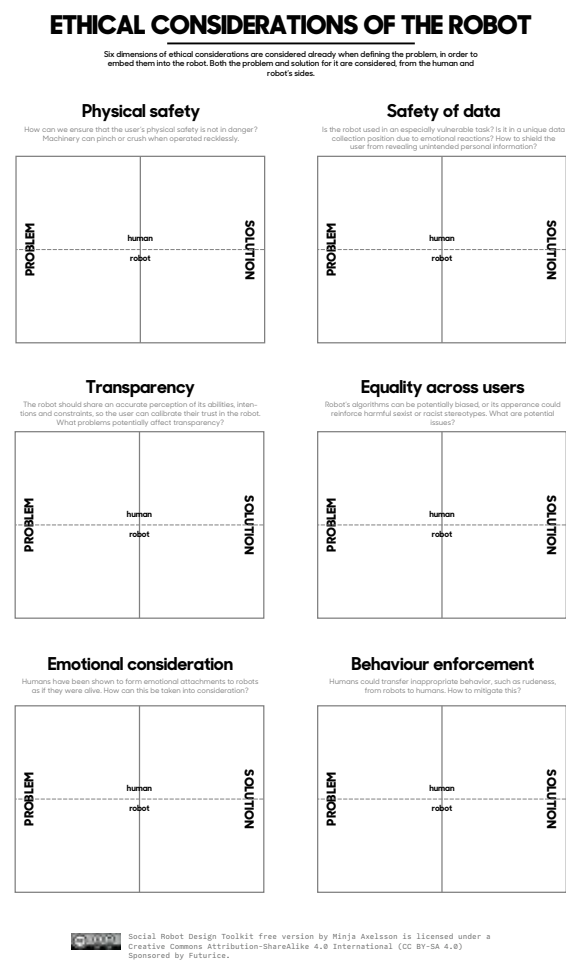 ETHICAL CONSIDERATIONS OF THE ROBOT
Six dimensions of ethical considerations are considered already when defining the problem, in order to
embed them into the robot. Both the problem and solution for it are considered, from the human and
robot's sides.
Physical safety
How can we ensure that the user's physical safety is not in danger?
Machinery can pinch or crush when operated recklessly.
PROBLEM
human
robot
SOLUTION
Safety of data
Is the robot used in an especially vulnerable task? Is it in a unique data
collection position due to emotional reactions? How to shield the
user from revealing unintended personal information?
PROBLEM
human
robot
SOLUTION
Transparency
The robot should share an accurate perception of its abilities, inten-
tions and constraints, so the user can calibrate their trust in the robot.
What problems potentially affect transparency?
PROBLEM
human
robot
SOLUTION
Equality across users
Robot's algorithms can be potentially biased, or its apperance could
reinforce harmful sexist or racist stereotypes. What are potential
issues?
PROBLEM
human
robot
SOLUTION
Emotional consideration
Humans have been shown to form emotional attachments to robots
as if they were alive. How can this be taken into consideration?
PROBLEM
human
robot
SOLUTION
Behaviour enforcement
Humans could transfer inappropriate behavior, such as rudeness,
from robots to humans. How to mitigate this?
PROBLEM
human
robot
SOLUTION
Social Robot Design Toolkit free version by Minja Axelsson is licensed under a
Creative Commons Attribution-ShareAlike 4.0 International (CC BY-SA 4.0)
Sponsored by Futurice.